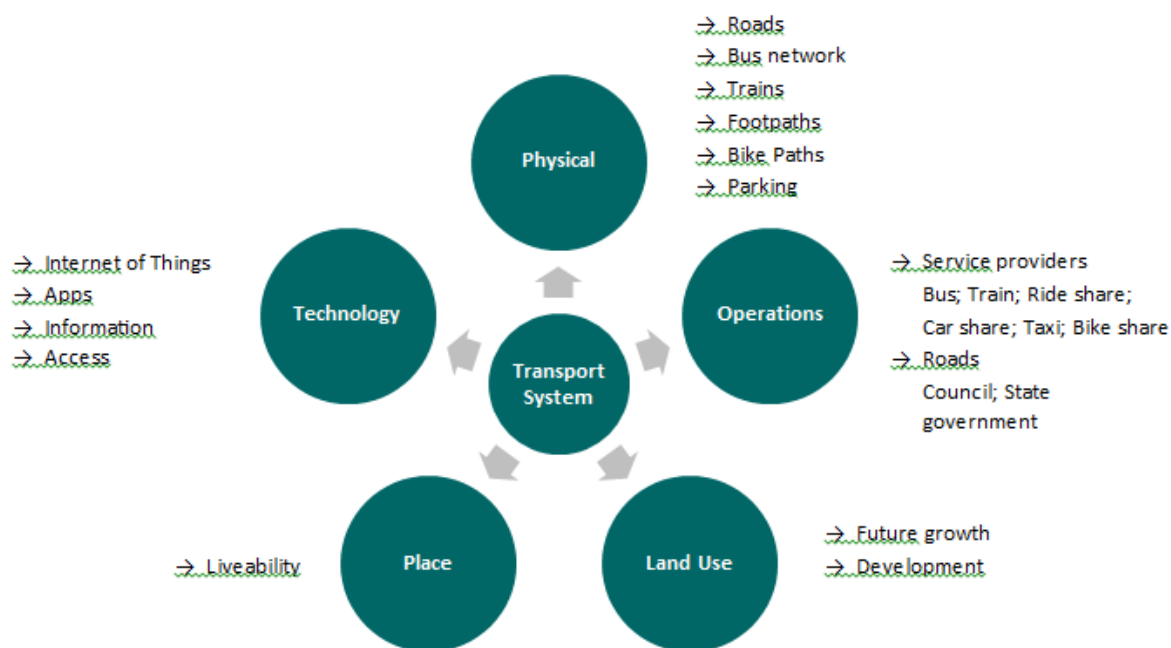 → Roads
→ Bus network
→ Trains
→ Footpaths
→ Bike Paths
→ Parking
Physical
→ Internet of Things
→ Apps
→ Information
→ Access
Technology
Operations
→ Service providers
Bus; Train; Ride share;
Car share; Taxi; Bike share
→ Roads
Council; State
government
Transport
System
→ Liveability
Place
Land Use
→ Future growth
→ Development